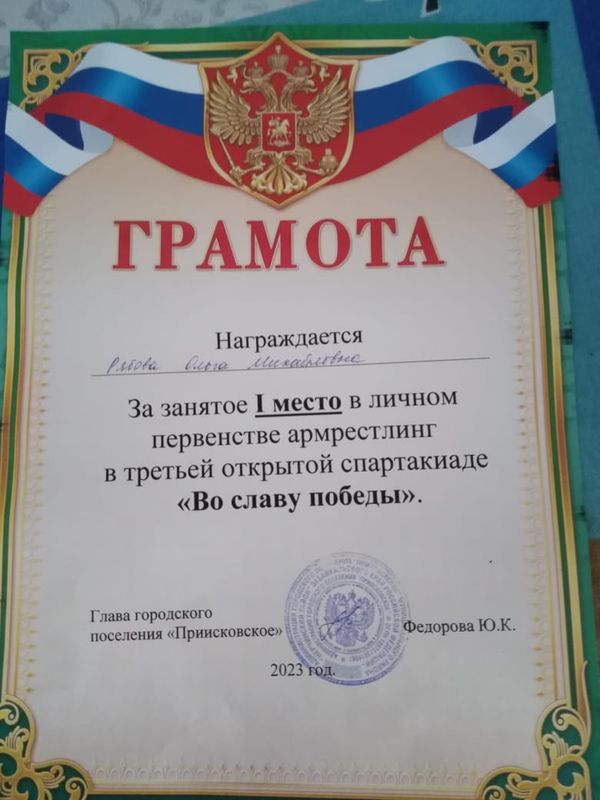 ГРАМОТА
Награждается
Рябова Ольга Михайловна
За занятое I место в личном
первенстве армрестлинг
в третьей открытой спартакиаде
«Во славу победы».
Глава городского
поселения «Приисковское»
Федорова Ю.К.
2023 год.